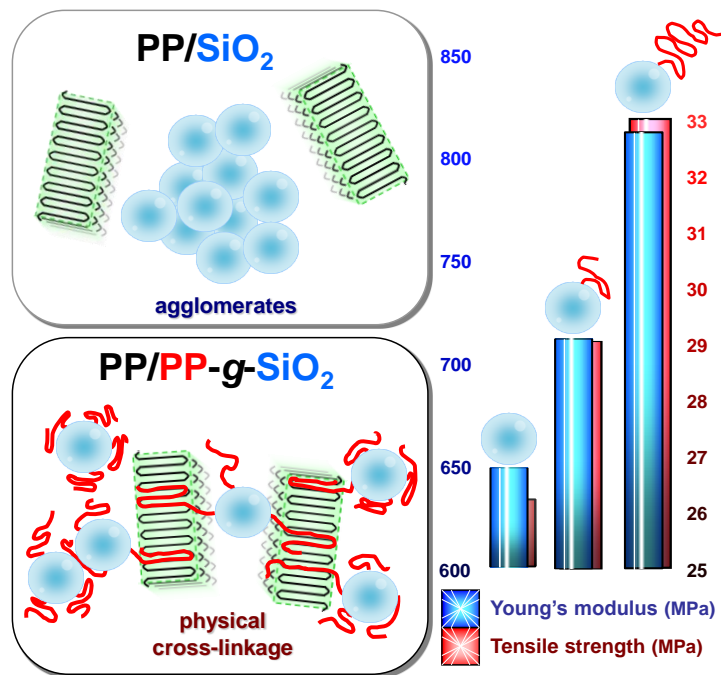 PP/SiO₂
agglomerates
PP/PP-g-SiO₂
physical
cross-linkage
850
800
750
700
650
600
33
32
31
30
29
28
27
26
25
Young's modulus (MPa)
Tensile strength (MPa)